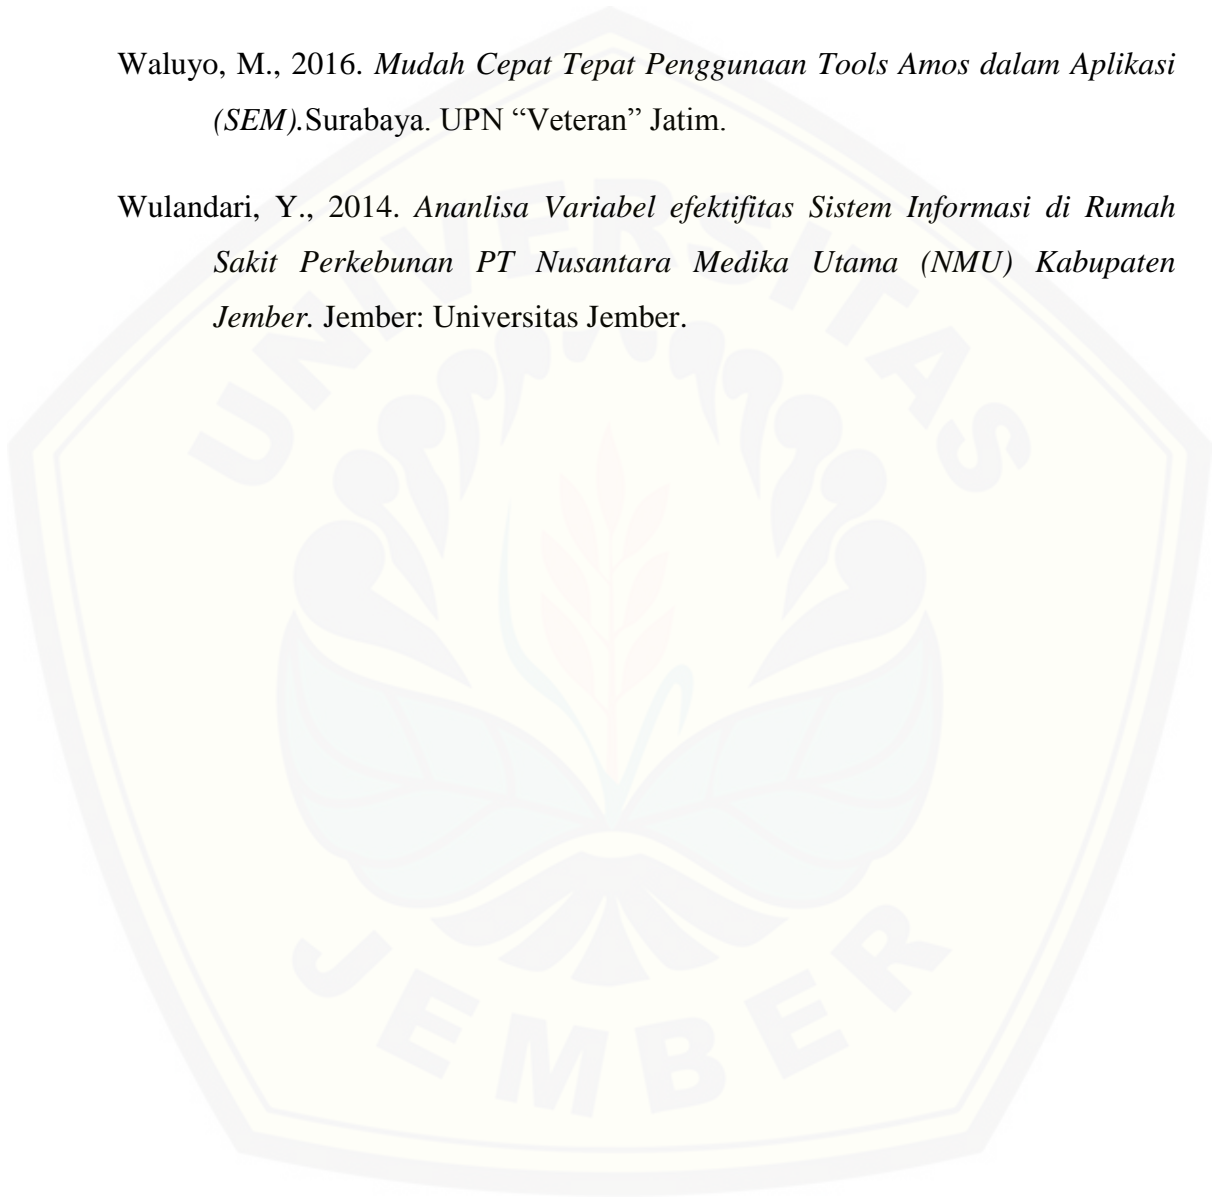 Waluyo, M., 2016. Mudah Cepat Tepat Penggunaan Tools Amos dalam Aplikasi
(SEM).Surabaya. UPN “Veteran” Jatim.
Wulandari, Y., 2014. Ananlisa Variabel efektifitas Sistem Informasi di Rumah
Sakit Perkebunan PT Nusantara Medika Utama (NMU) Kabupaten
Jember. Jember: Universitas Jember.
UNIVERSITAS
JEMBER